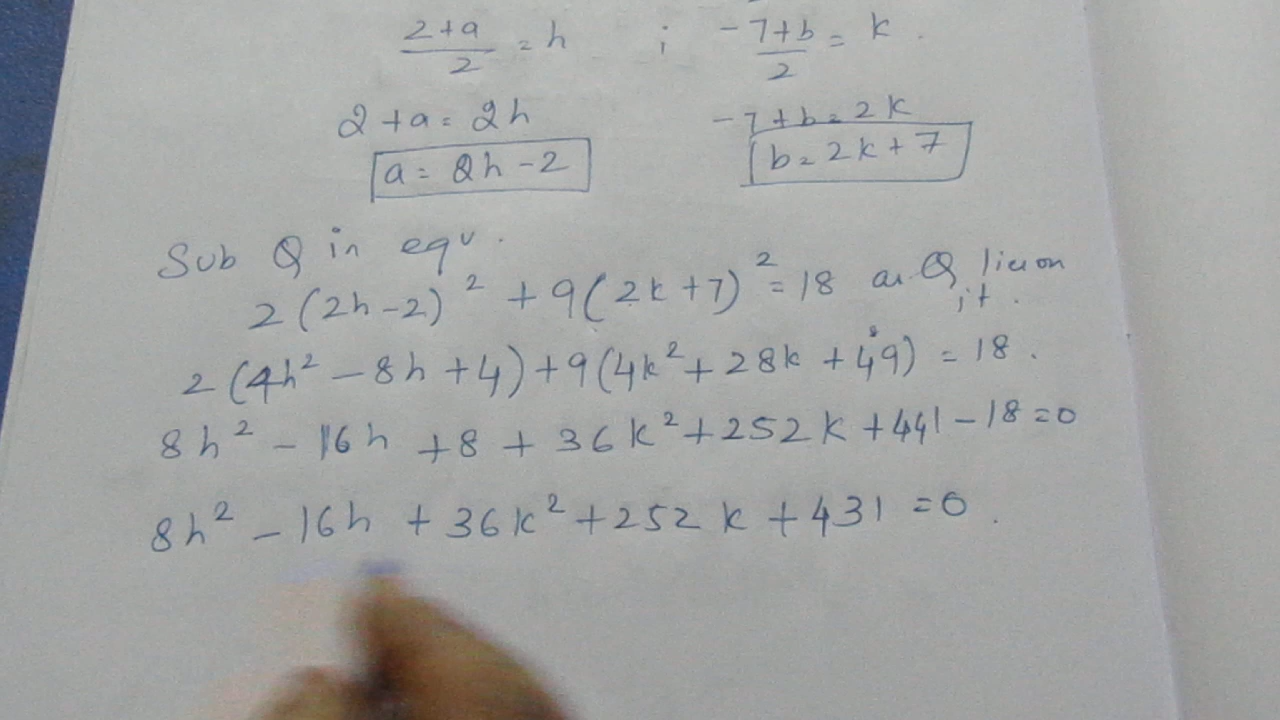 2+a/2 = h ; -7+b/2 = k.
2+a = 2h -7+b = 2k
a = 2h-2 b = 2k+7
Sub Q in equ.
2(2h-2)² + 9(2k+7)² = 18 as Q lies on it.
2(4h² - 8h + 4) + 9(4k² + 28k + 49) = 18.
8h² - 16h + 8 + 36k² + 252k + 441 - 18 = 0
8h² - 16h + 36k² + 252k + 431 = 0.